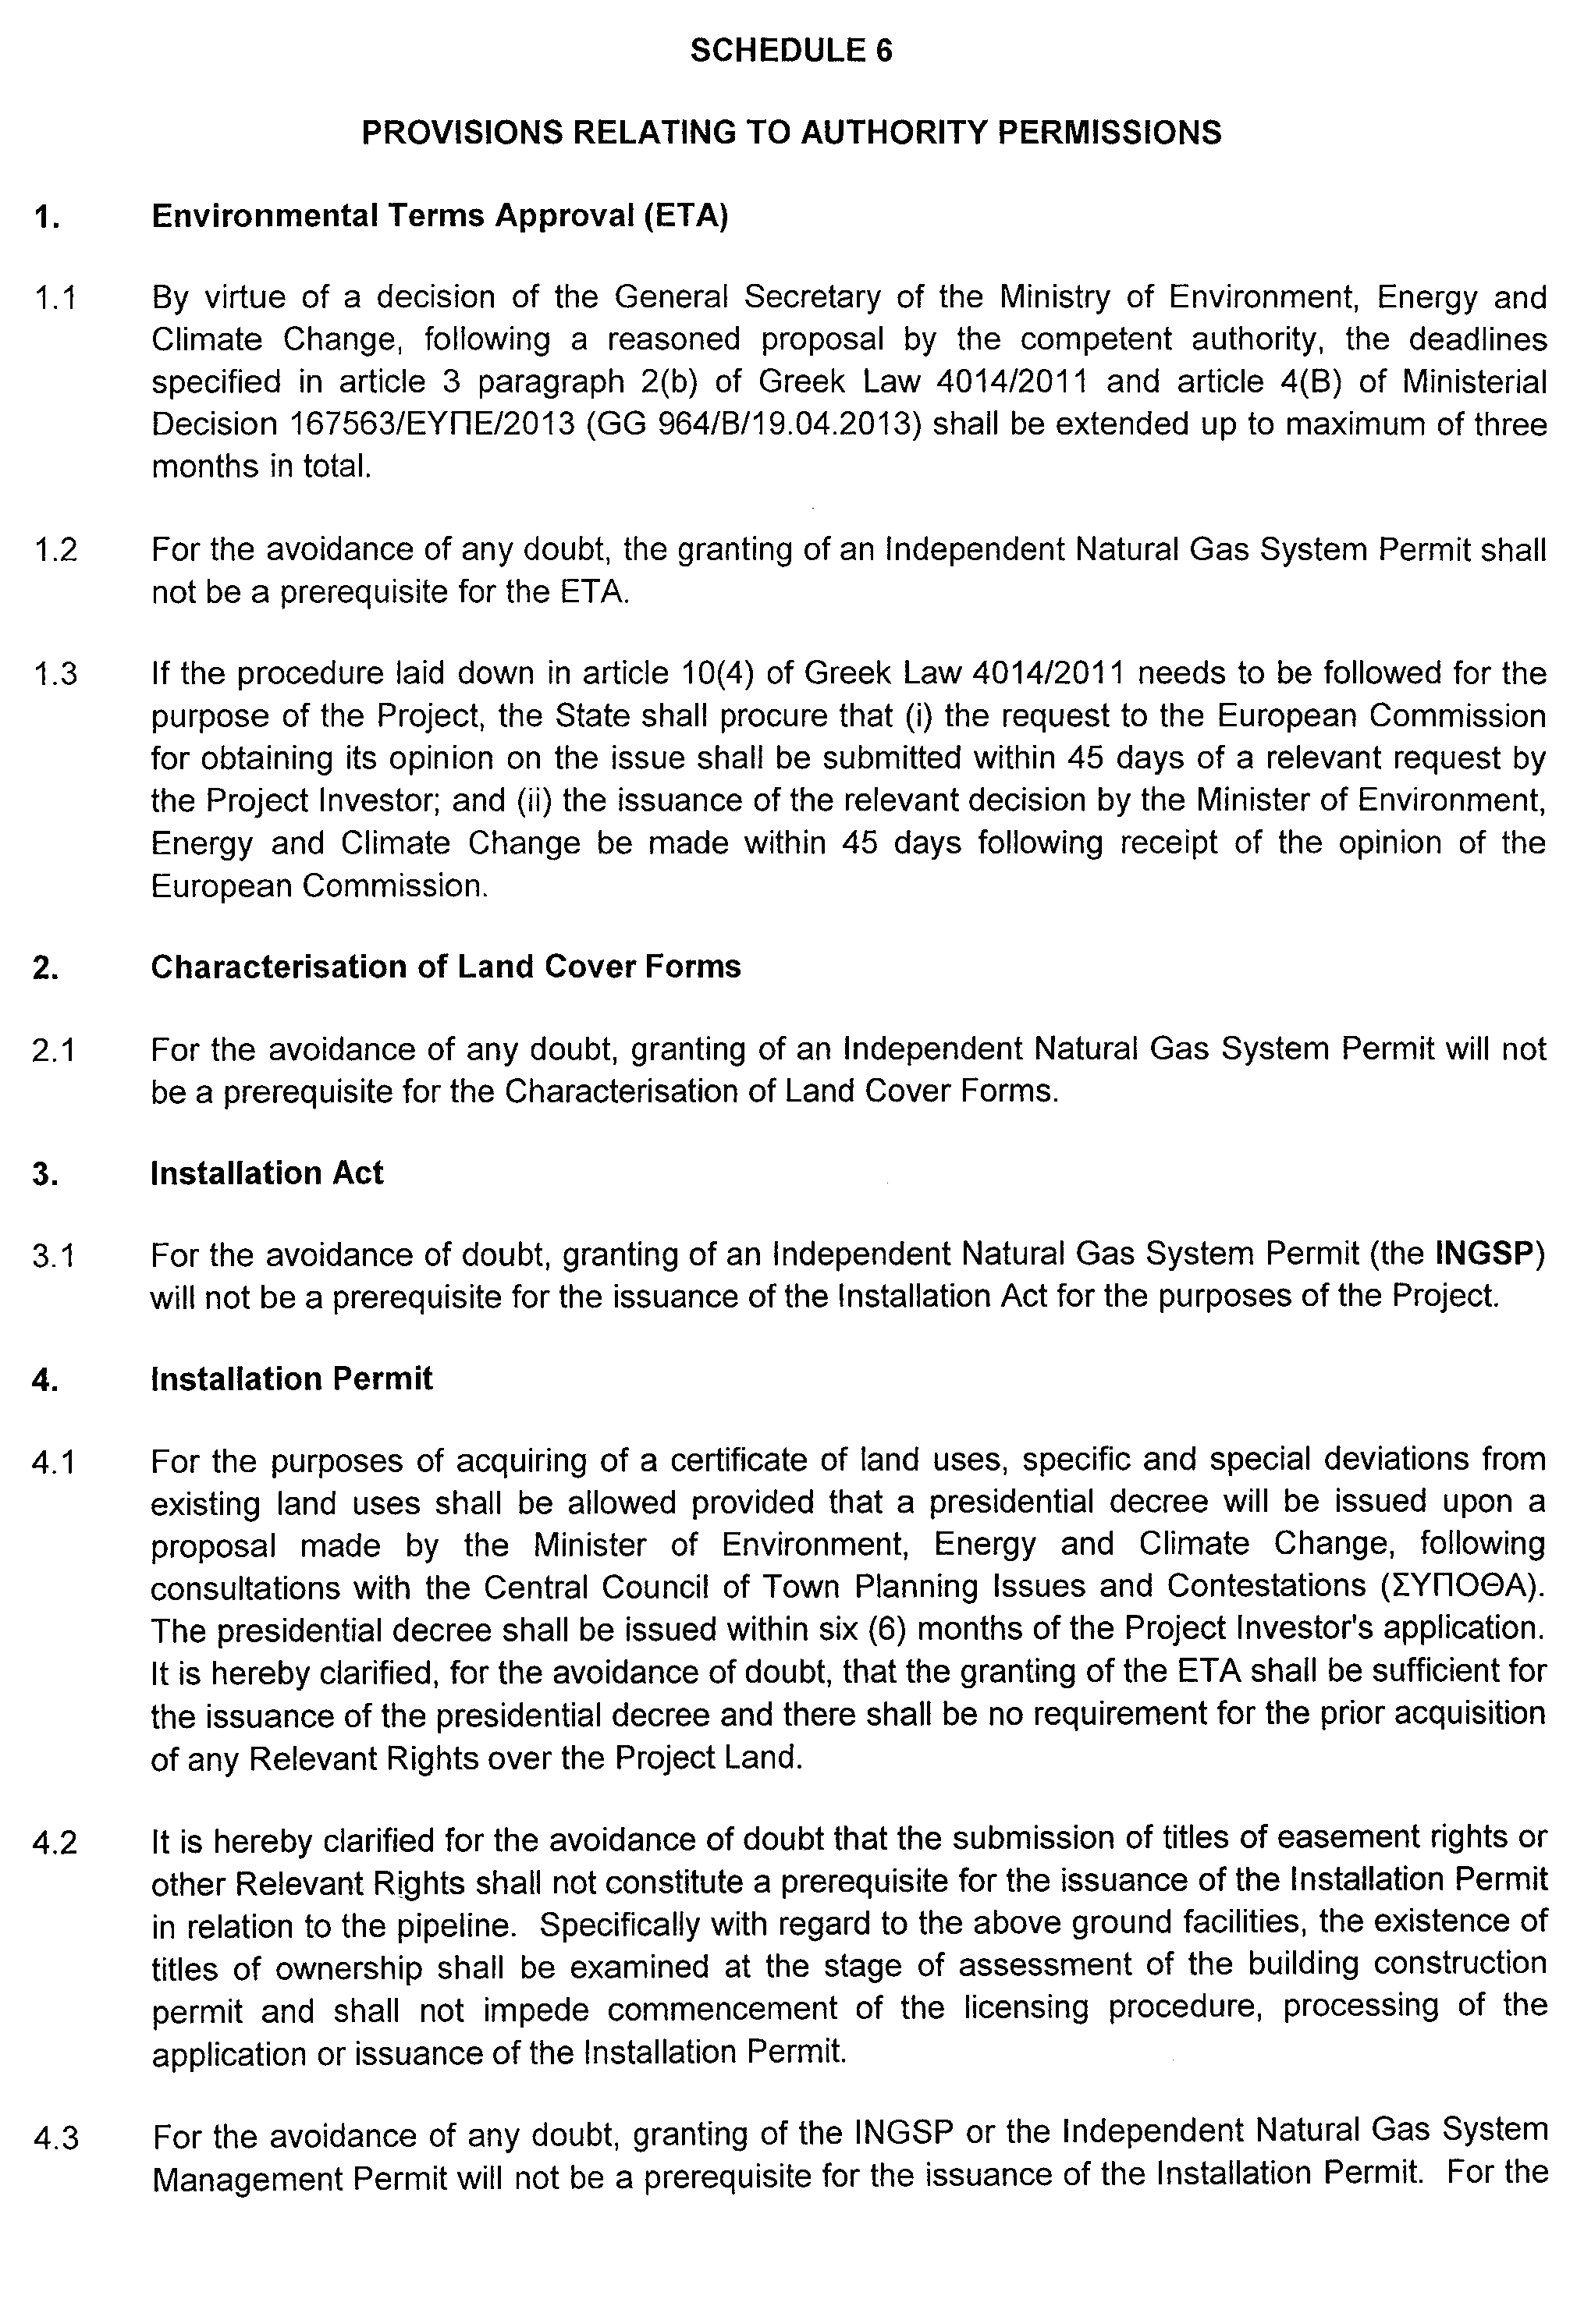 SCHEDULE 6
PROVISIONS RELATING TO AUTHORITY PERMISSIONS
1. Environmental Terms Approval (ETA)
1.1 By virtue of a decision of the General Secretary of the Ministry of Environment, Energy and
Climate Change, following a reasoned proposal by the competent authority, the deadlines
specified in article 3 paragraph 2(b) of Greek Law 4014/2011 and article 4(B) of Ministerial
Decision 167563/ΕΥΠΕ/2013 (GG 964/B/19.04.2013) shall be extended up to maximum of three
months in total.
1.2 For the avoidance of any doubt, the granting of an Independent Natural Gas System Permit shall
not be a prerequisite for the ETA.
1.3 If the procedure laid down in article 10(4) of Greek Law 4014/2011 needs to be followed for the
purpose of the Project, the State shall procure that (i) the request to the European Commission
for obtaining its opinion on the issue shall be submitted within 45 days of a relevant request by
the Project Investor; and (ii) the issuance of the relevant decision by the Minister of Environment,
Energy and Climate Change be made within 45 days following receipt of the opinion of the
European Commission.
2. Characterisation of Land Cover Forms
2.1 For the avoidance of any doubt, granting of an Independent Natural Gas System Permit will not
be a prerequisite for the Characterisation of Land Cover Forms.
3. Installation Act
3.1 For the avoidance of doubt, granting of an Independent Natural Gas System Permit (the INGSP)
will not be a prerequisite for the issuance of the Installation Act for the purposes of the Project.
4. Installation Permit
4.1 For the purposes of acquiring of a certificate of land uses, specific and special deviations from
existing land uses shall be allowed provided that a presidential decree will be issued upon a
proposal made by the Minister of Environment, Energy and Climate Change, following
consultations with the Central Council of Town Planning Issues and Contestations (ΣΥΠΟΘΑ).
The presidential decree shall be issued within six (6) months of the Project Investor's application.
It is hereby clarified, for the avoidance of doubt, that the granting of the ETA shall be sufficient for
the issuance of the presidential decree and there shall be no requirement for the prior acquisition
of any Relevant Rights over the Project Land.
4.2 It is hereby clarified for the avoidance of doubt that the submission of titles of easement rights or
other Relevant Rights shall not constitute a prerequisite for the issuance of the Installation Permit
in relation to the pipeline. Specifically with regard to the above ground facilities, the existence of
titles of ownership shall be examined at the stage of assessment of the building construction
permit and shall not impede commencement of the licensing procedure, processing of the
application or issuance of the Installation Permit.
4.3 For the avoidance of any doubt, granting of the INGSP or the Independent Natural Gas System
Management Permit will not be a prerequisite for the issuance of the Installation Permit. For the